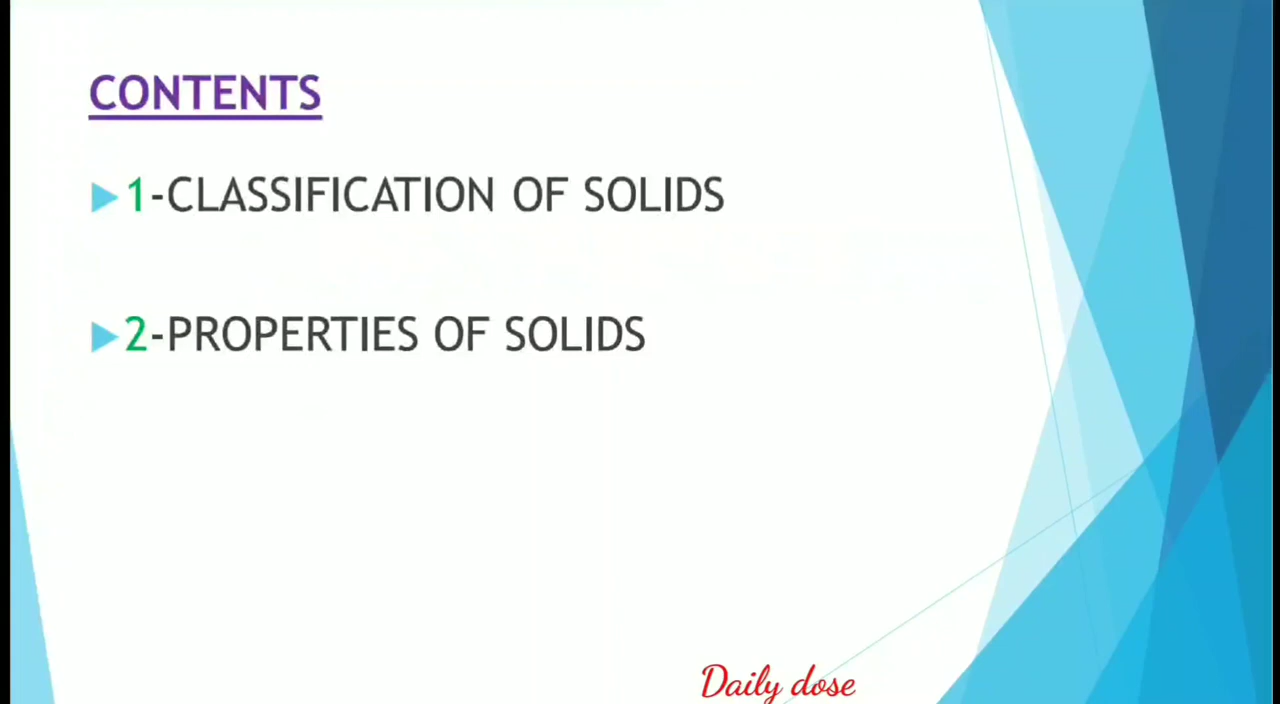 CONTENTS
1-CLASSIFICATION OF SOLIDS
2-PROPERTIES OF SOLIDS
Daily dose